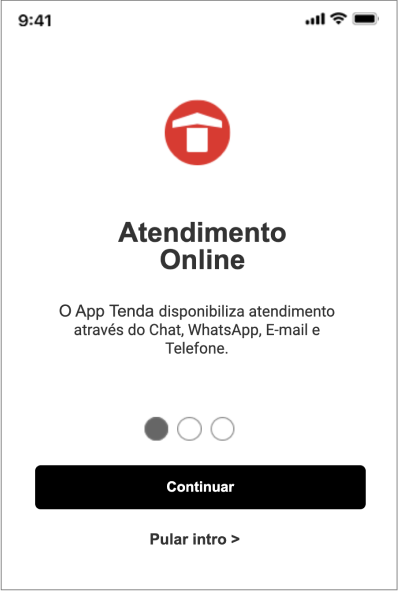 9:41
Atendimento
Online
O App Tenda disponibiliza atendimento
através do Chat, WhatsApp, E-mail e
Telefone.
Continuar
Pular intro >